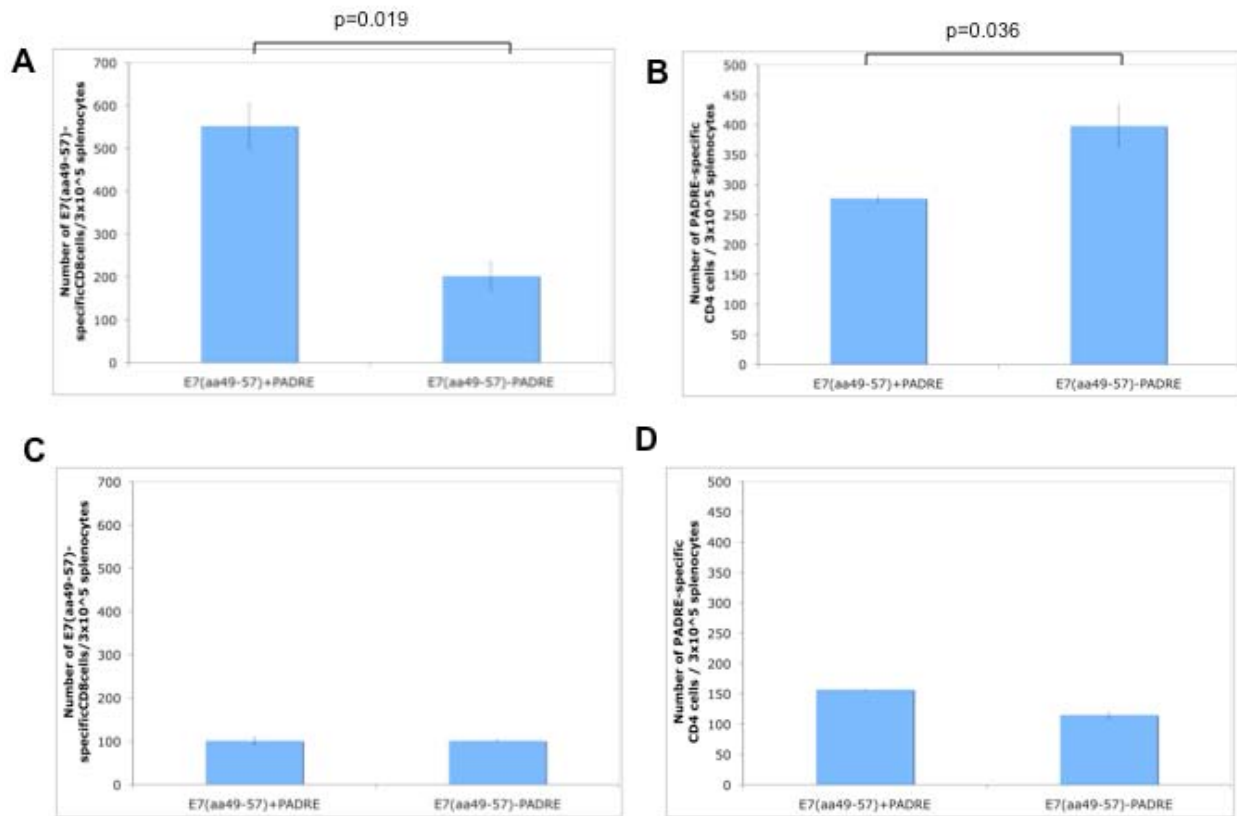 p=0.019
A
Number of E7(aa49-57)-
specificCD8cells/3x10^5 splenocytes
700
600
500
400
300
200
100
0
E7(aa49-57)+PADRE
E7(aa49-57)-PADRE
p=0.036
B
Number of PADRE-specific
CD4 cells / 3x10^5 splenocytes
500
450
400
350
300
250
200
150
100
50
0
E7(aa49-57)+PADRE
E7(aa49-57)-PADRE
C
Number of E7(aa49-57)-
specificCD8cells/3x10^5 splenocytes
700
600
500
400
300
200
100
0
E7(aa49-57)+PADRE
E7(aa49-57)-PADRE
D
Number of PADRE-specific
CD4 cells / 3x10^5 splenocytes
500
450
400
350
300
250
200
150
100
50
0
E7(aa49-57)+PADRE
E7(aa49-57)-PADRE